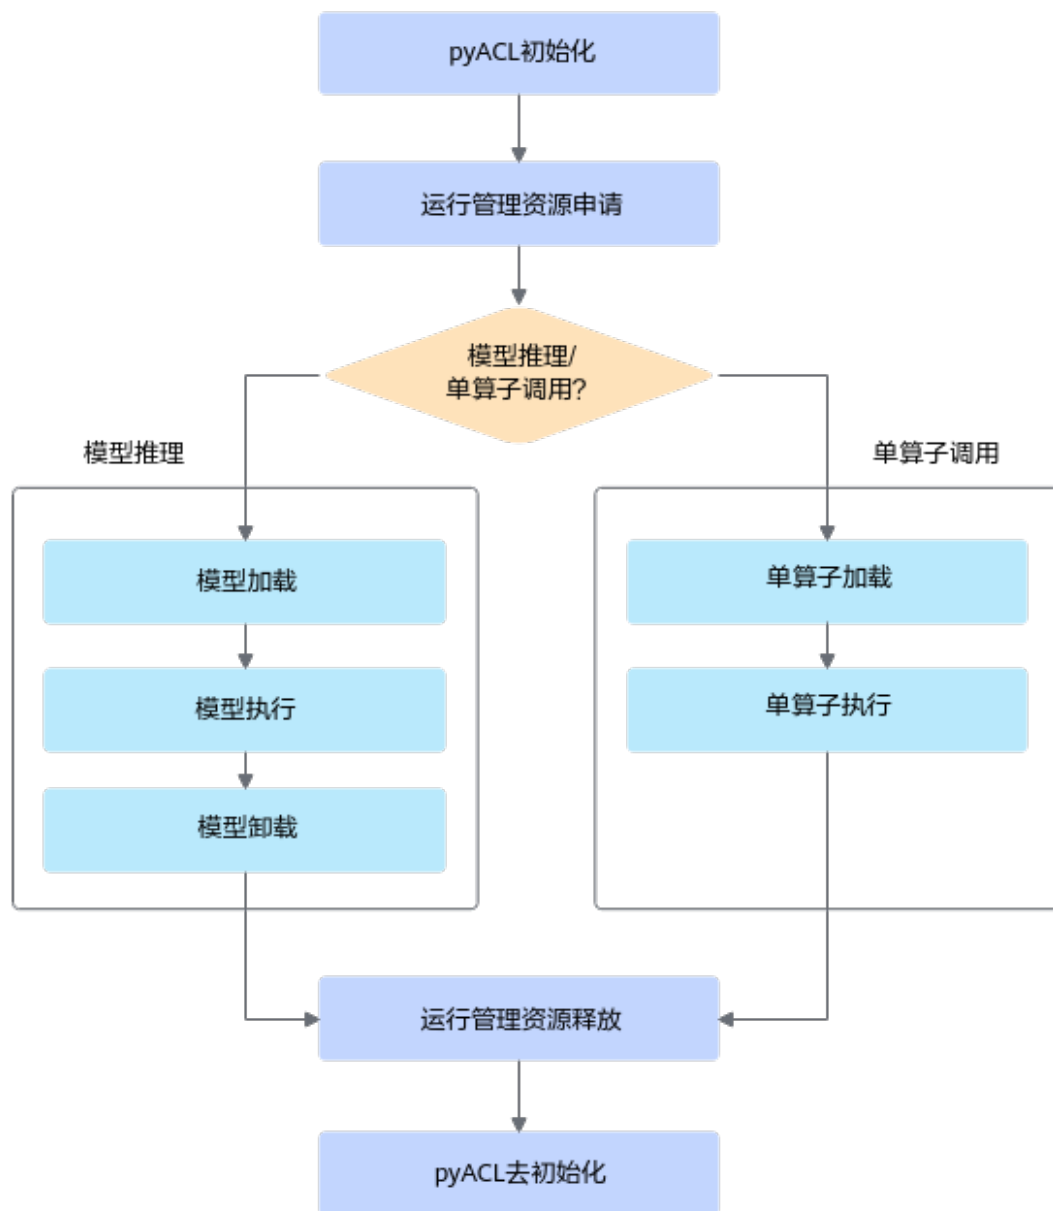 pyACL初始化
运行管理资源申请
模型推理/
单算子调用?
模型推理
单算子调用
模型加载
单算子加载
模型执行
单算子执行
模型卸载
运行管理资源释放
pyACL去初始化